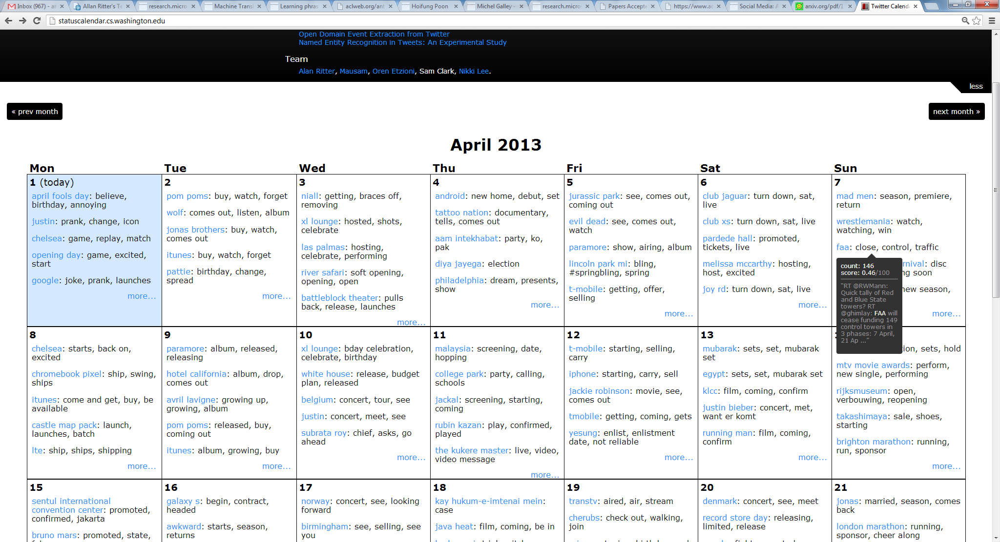 Inbox (967) - a
Allan Ritter's Te
research.micro
Machine Transl
Learning phras
aclweb.org/ant
Hoifung Poon
Michel Galley -
research.micro
Papers Accepte
https://www.ac
Social Media: A
arxiv.org/pdf/1
Twitter Calenda
statuscalendar.cs.washington.edu
Open Domain Event Extraction from Twitter
Named Entity Recognition in Tweets: An Experimental Study
Team
Alan Ritter, Mausam, Oren Etzioni, Sam Clark, Nikki Lee.
less
« prev month
next month »
April 2013
Mon Tue Wed Thu Fri Sat Sun
1 (today)
april fools day: believe,
birthday, annoying
justin: prank, change, icon
chelsea: game, replay, match
opening day: game, excited,
start
google: joke, prank, launches
more...
2
pom poms: buy, watch, forget
wolf: comes out, listen, album
jonas brothers: buy, watch,
comes out
itunes: buy, watch, forget
pattie: birthday, change,
spread
more...
3
niall: getting, braces off,
removing
xl lounge: hosted, shots,
celebrate
las palmas: hosting,
celebrate, performing
river safari: soft opening,
opening, open
battleblock theater: pulls
back, release, launches
more...
4
android: new home, debut, set
tattoo nation: documentary,
tells, comes out
aam intekhabat: party, ko,
pak
diya jayega: election
philadelphia: dream, presents,
show
more...
5
jurassic park: see, comes out,
coming out
evil dead: see, comes out,
watch
paramore: show, airing, album
lincoln park mi: bling,
#springbling, spring
t-mobile: getting, offer,
selling
more...
6
club jaguar: turn down, sat,
live
club xs: turn down, sat, live
pardede hall: promoted,
tickets, live
melissa mccarthy: hosting,
host, excited
joy rd: turn down, sat, live
more...
7
mad men: season, premiere,
return
wrestlemania: watch,
watching, win
faa: close, control, traffic
rnival: disc
ng soon
new season,
more...
count: 146
score: 0.46/100
"RT @RWMann:
Quick tally of Red
and Blue State
towers? RT
@ghimlay: FAA will
cease funding 149
control towers in
3 phases: 7 April,
21 Ap ..."
8
chelsea: starts, back on,
excited
chromebook pixel: ship, swing,
ships
itunes: come and get, buy, be
available
castle map pack: launch,
launches, batch
lte: ship, ships, shipping
more...
9
paramore: album, released,
releasing
hotel california: album, drop,
comes out
avril lavigne: growing up,
growing, album
pom poms: released, buy,
coming out
itunes: album, growing, buy
more...
10
xl lounge: bday celebration,
celebrate, birthday
white house: release, budget
plan, released
belgium: concert, tour, see
justin: concert, meet, see
subrata roy: chief, asks, go
ahead
more...
11
malaysia: screening, date,
hopping
college park: party, calling,
schools
jackal: screening, starting,
coming
rubin kazan: play, confirmed,
played
the kukere master: live, video,
video message
more...
12
t-mobile: starting, selling,
carry
iphone: starting, carry, sell
jackie robinson: movie, see,
comes out
tmobile: getting, coming, gets
yesung: enlist, enlistment
date, not reliable
more...
13
mubarak: sets, set, mubarak
set
egypt: sets, set, mubarak set
klcc: film, coming, confirm
justin bieber: concert, met,
want er komt
running man: film, coming,
confirm
more...
tion, sets, hold
mtv movie awards: perform,
new single, performing
rijksmuseum: open,
verbouwing, reopening
takashimaya: sale, shoes,
starting
brighton marathon: running,
run, sponsor
more...
15
sentul international
convention center: promoted,
confirmed, jakarta
bruno mars: promoted, state,
16
galaxy s: begin, contract,
headed
awkward: starts, season,
returns
17
norway: concert, see, looking
forward
birmingham: see, selling, see
you
18
kay hukum-e-imtenai mein:
case
java heat: film, coming, be in
19
transtv: aired, air, stream
cherubs: check out, walking,
join
20
denmark: concert, see, meet
record store day: releasing,
limited, release
21
jonas: married, season, comes
back
london marathon: running,
sponsor, cheer along